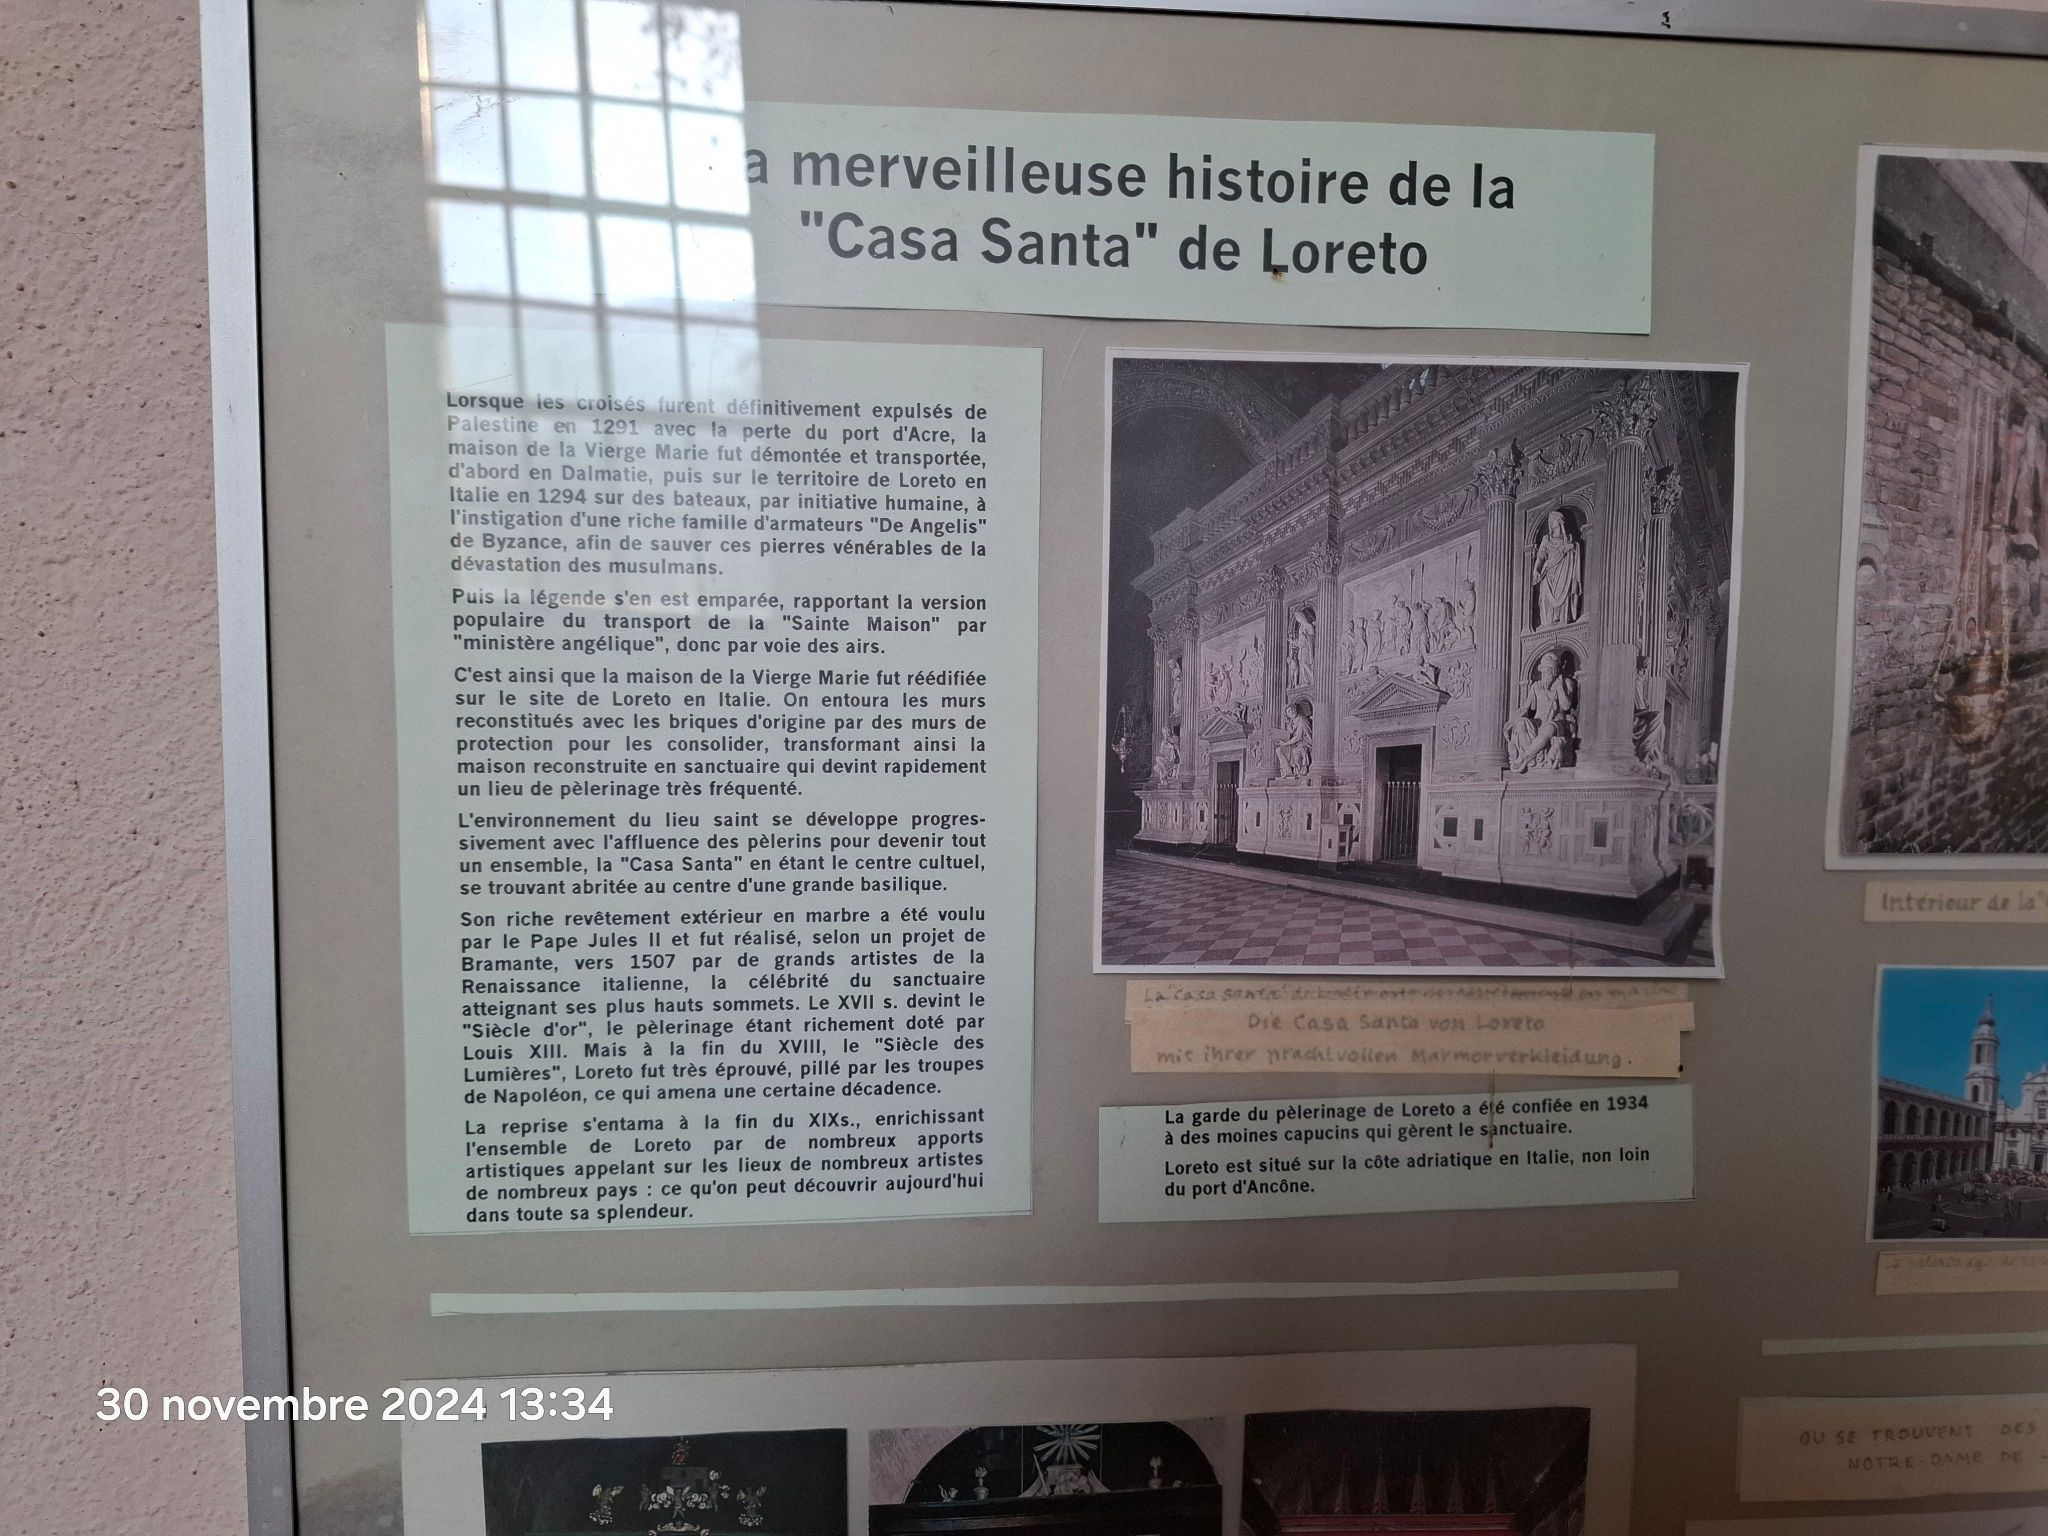 a merveilleuse histoire de la
"Casa Santa" de Loreto
Lorsque les croisés furent définitivement expulsés de
Palestine en 1291 avec la perte du port d'Acre, la
maison de la Vierge Marie fut démontée et transportée,
d'abord en Dalmatie, puis sur le territoire de Loreto en
Italie en 1294 sur des bateaux, par initiative humaine, à
l'instigation d'une riche famille d'armateurs "De Angelis"
de Byzance, afin de sauver ces pierres vénérables de la
dévastation des musulmans.
Puis la légende s'en est emparée, rapportant la version
populaire du transport de la "Sainte Maison" par
"ministère angélique", donc par voie des airs.
C'est ainsi que la maison de la Vierge Marie fut réédifiée
sur le site de Loreto en Italie. On entoura les murs
reconstitués avec les briques d'origine par des murs de
protection pour les consolider, transformant ainsi la
maison reconstruite en sanctuaire qui devint rapidement
un lieu de pèlerinage très fréquenté.
L'environnement du lieu saint se développe progres-
sivement avec l'affluence des pèlerins pour devenir tout
un ensemble, la "Casa Santa" en étant le centre cultuel,
se trouvant abritée au centre d'une grande basilique.
Son riche revêtement extérieur en marbre a été voulu
par le Pape Jules II et fut réalisé, selon un projet de
Bramante, vers 1507 par de grands artistes de la
Renaissance italienne, la célébrité du sanctuaire
atteignant ses plus hauts sommets. Le XVII s. devint le
"Siècle d'or", le pèlerinage étant richement doté par
Louis XIII. Mais à la fin du XVIII, le "Siècle des
Lumières", Loreto fut très éprouvé, pillé par les troupes
de Napoléon, ce qui amena une certaine décadence.
La reprise s'entama à la fin du XIXs., enrichissant
l'ensemble de Loreto par de nombreux apports
artistiques appelant sur les lieux de nombreux artistes
de nombreux pays : ce qu'on peut découvrir aujourd'hui
dans toute sa splendeur.
La "Casa Santa"
Die Casa Santa von Loreto
mit ihrer prachtvollen Marmorverkleidung.
La garde du pèlerinage de Loreto a été confiée en 1934
à des moines capucins qui gèrent le sanctuaire.
Loreto est situé sur la côte adriatique en Italie, non loin
du port d'Ancône.
Intérieur de la
OU SE TROUVENT DES
NOTRE-DAME DE
30 novembre 2024 13:34